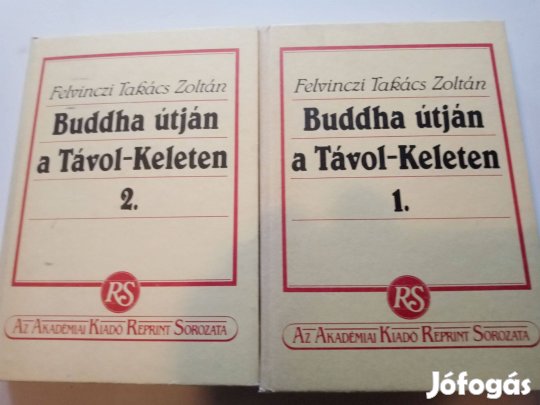 Felvinczi Takács Zoltán
Buddha útján
a Távol-Keleten
2.
RS
Az Akadémiai Kiadó Reprint Sorozata
Felvinczi Takács Zoltán
Buddha útján
a Távol-Keleten
1.
RS
Az Akadémiai Kiadó Reprint Sorozata
Jófogás